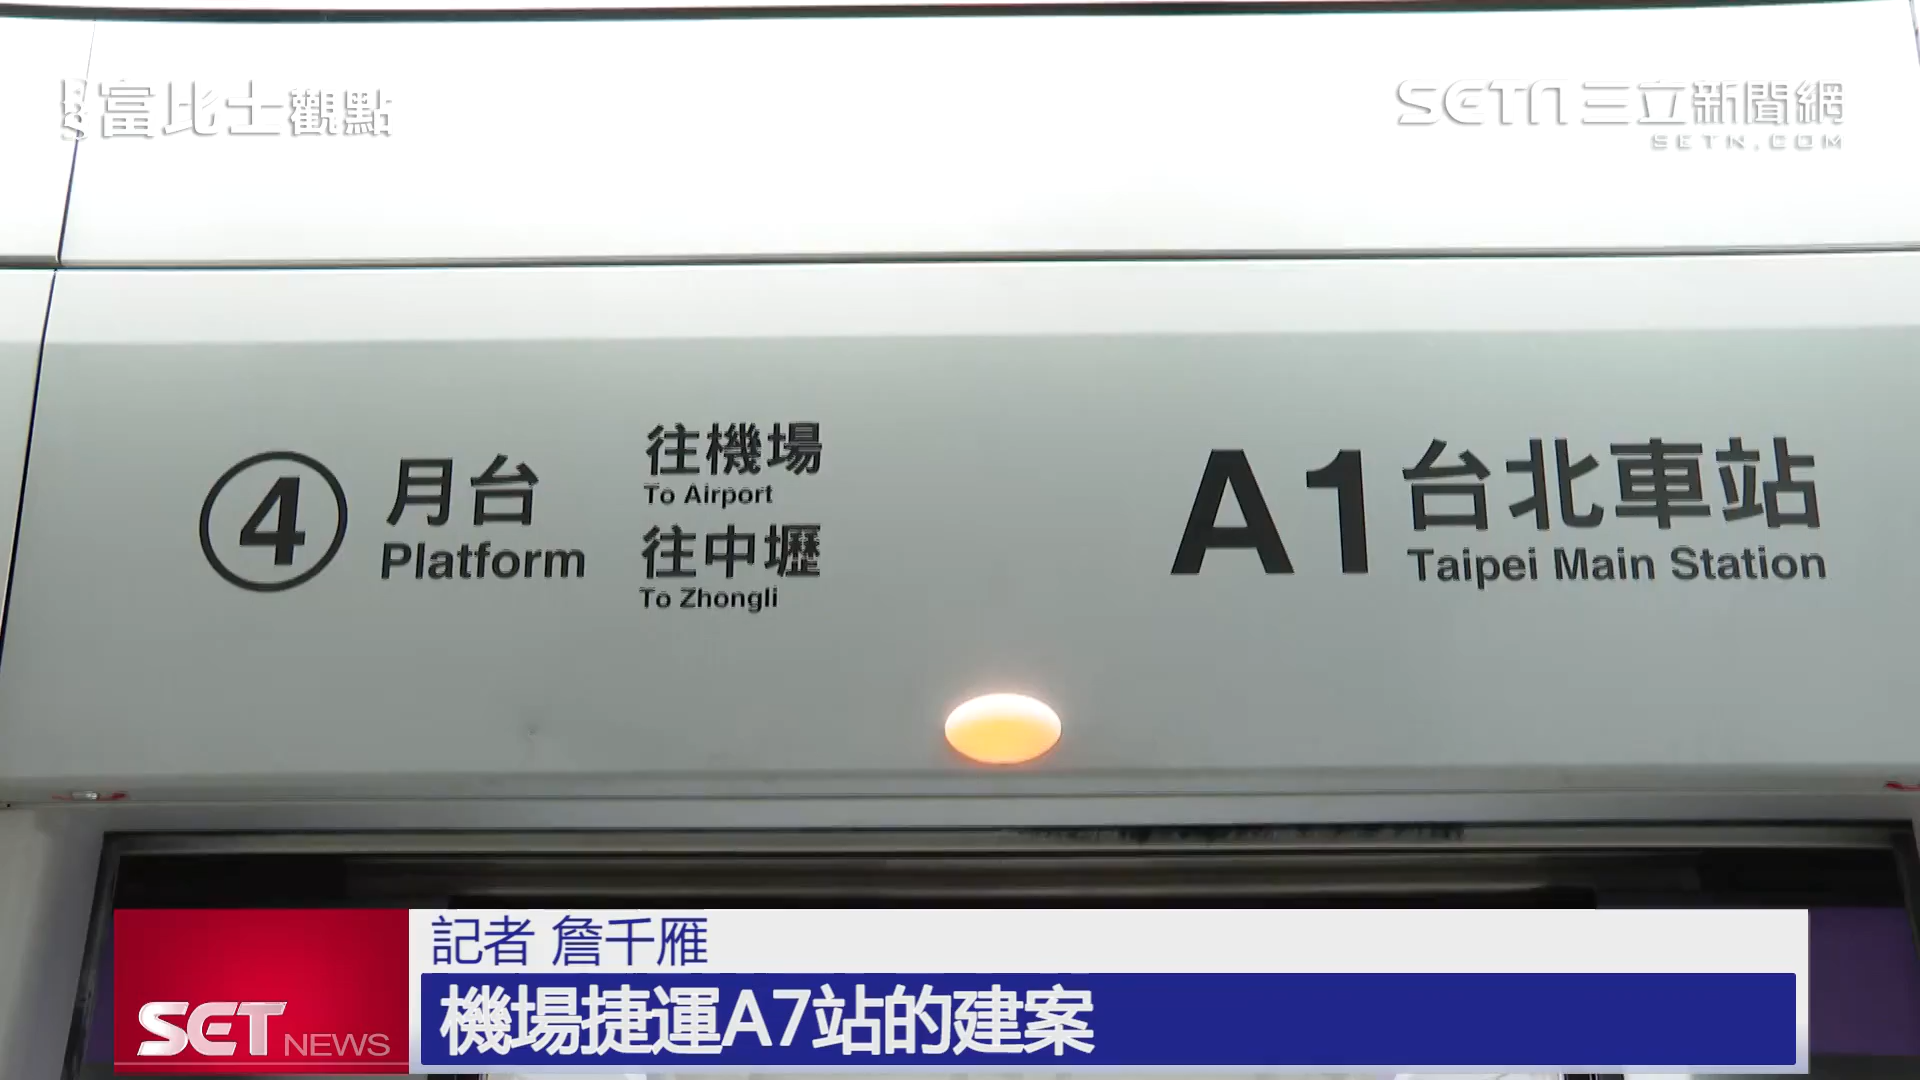 富比士觀點
SETN 三立新聞網
SETN.COM
4 月台 Platform
往機場
To Airport
往中壢
To Zhongli
A1 台北車站
Taipei Main Station
記者 詹千雁
SET NEWS
機場捷運A7站的建案